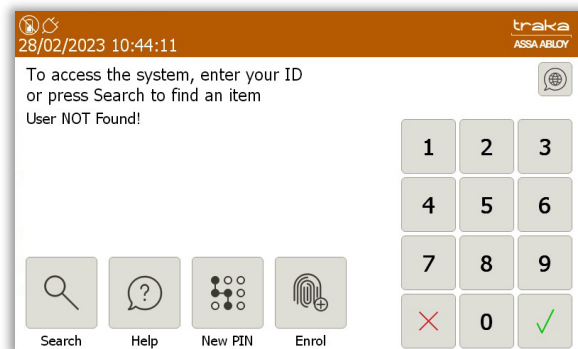 traka
28/02/2023 10:44:11
ASSA ABLOY
To access the system, enter your ID
or press Search to find an item
User NOT Found!
1 2 3
4 5 6
7 8 9
0
Search Help New PIN Enrol